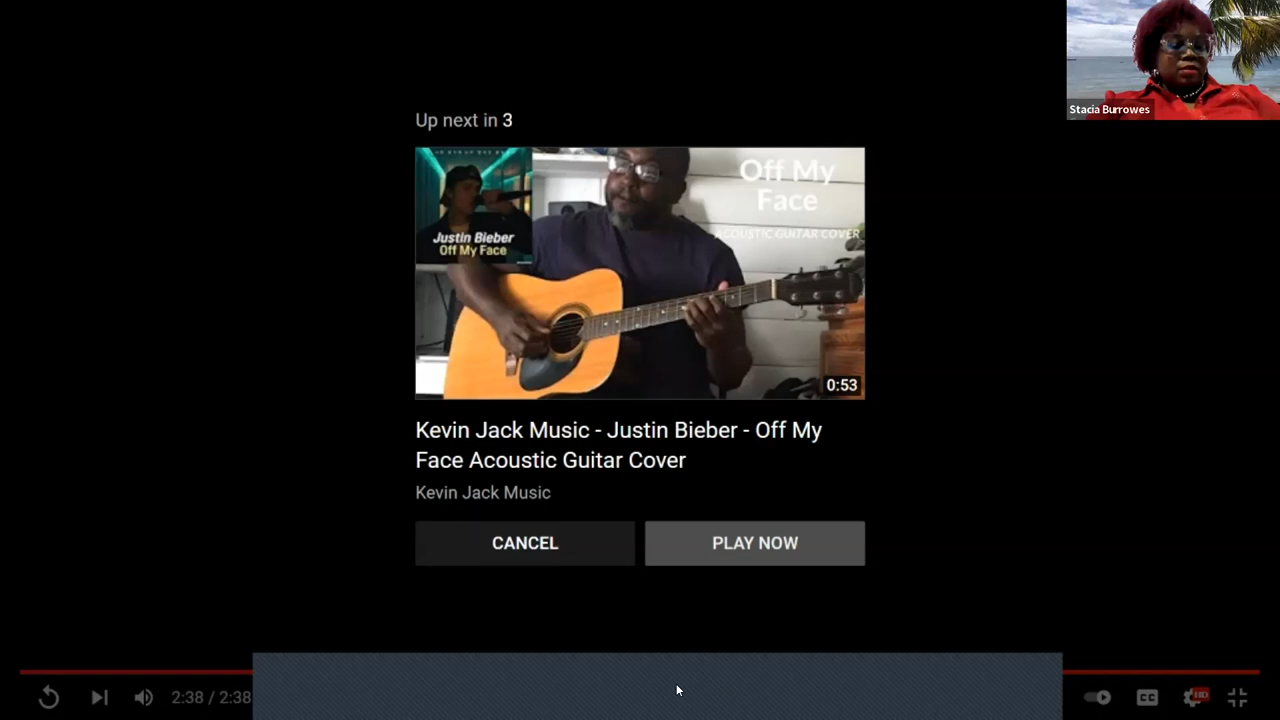 Stacia Burrowes
Up next in 3
Off My
Face
ACOUSTIC GUITAR COVER
Justin Bieber
Off My Face
0:53
Kevin Jack Music - Justin Bieber - Off My
Face Acoustic Guitar Cover
Kevin Jack Music
CANCEL
PLAY NOW
2:38 / 2:38
CC
HD